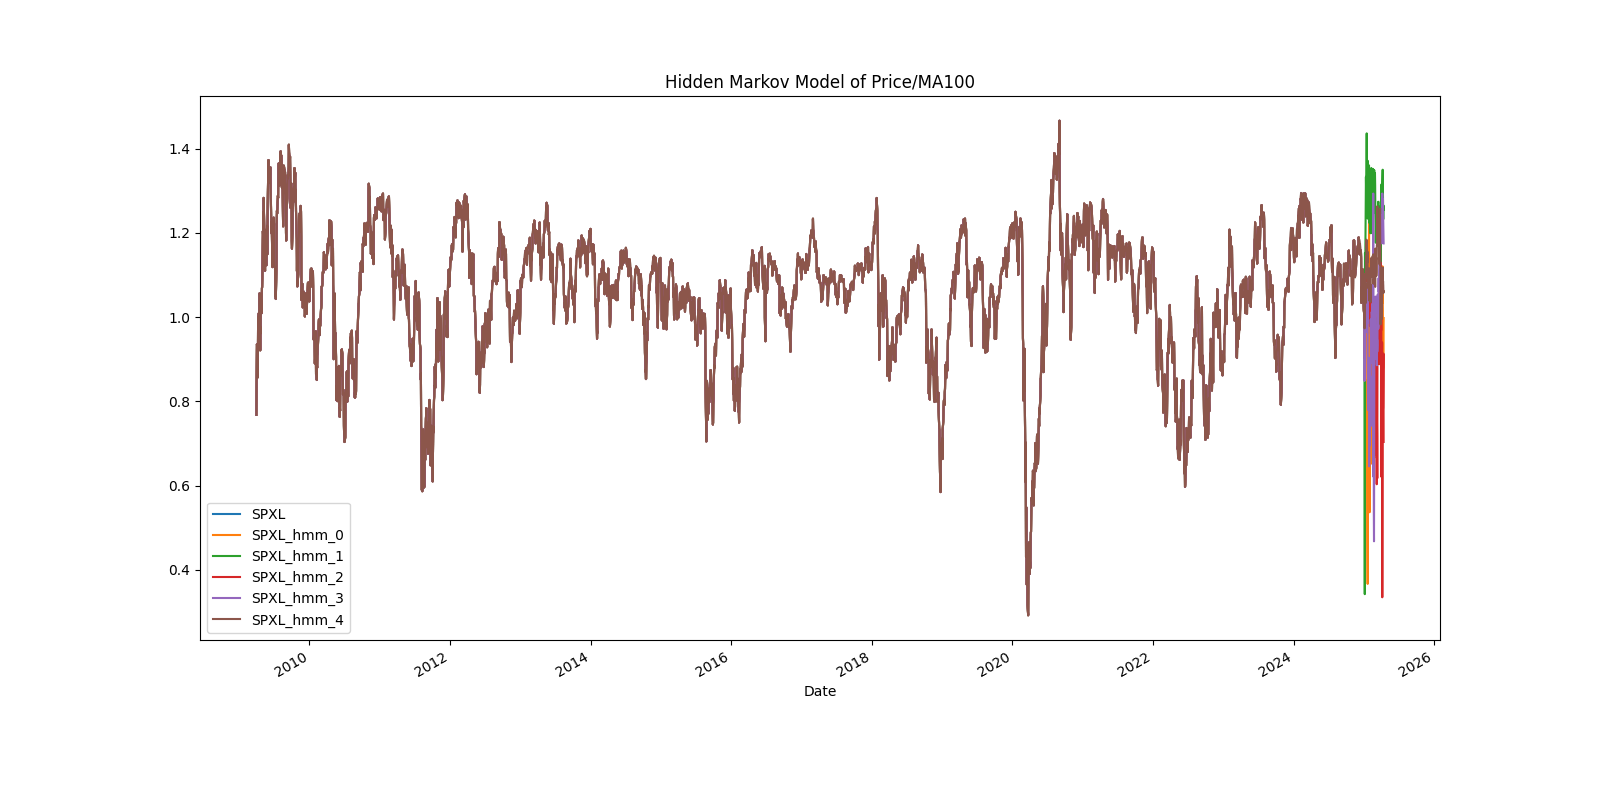 Hidden Markov Model of Price/MA100
1.4
1.2
1.0
0.8
0.6
0.4
SPXL
SPXL_hmm_0
SPXL_hmm_1
SPXL_hmm_2
SPXL_hmm_3
SPXL_hmm_4
2010 2012 2014 2016 2018 2020 2022 2024 2026
Date